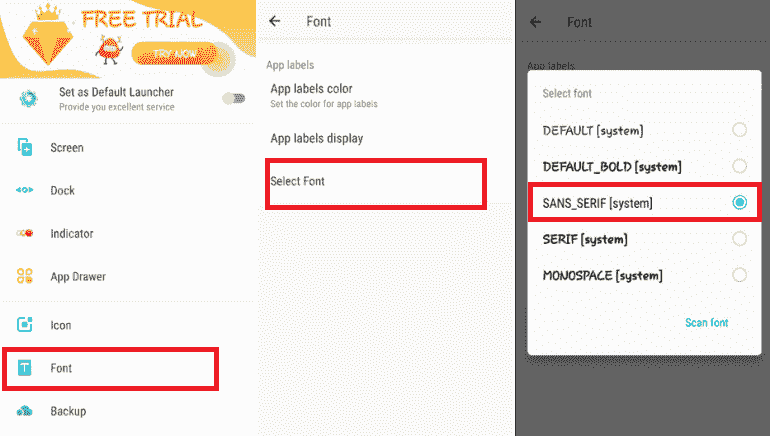 FREE TRIAL
TRY NOW
Set as Default Launcher
Provide you excellent service
Screen
Dock
Indicator
App Drawer
Icon
Font
Backup
Font
App labels
App labels color
Set the color for app labels
App labels display
Select Font
Font
App labels
Select font
DEFAULT [system]
DEFAULT_BOLD [system]
SANS_SERIF [system]
SERIF [system]
MONOSPACE [system]
Scan font